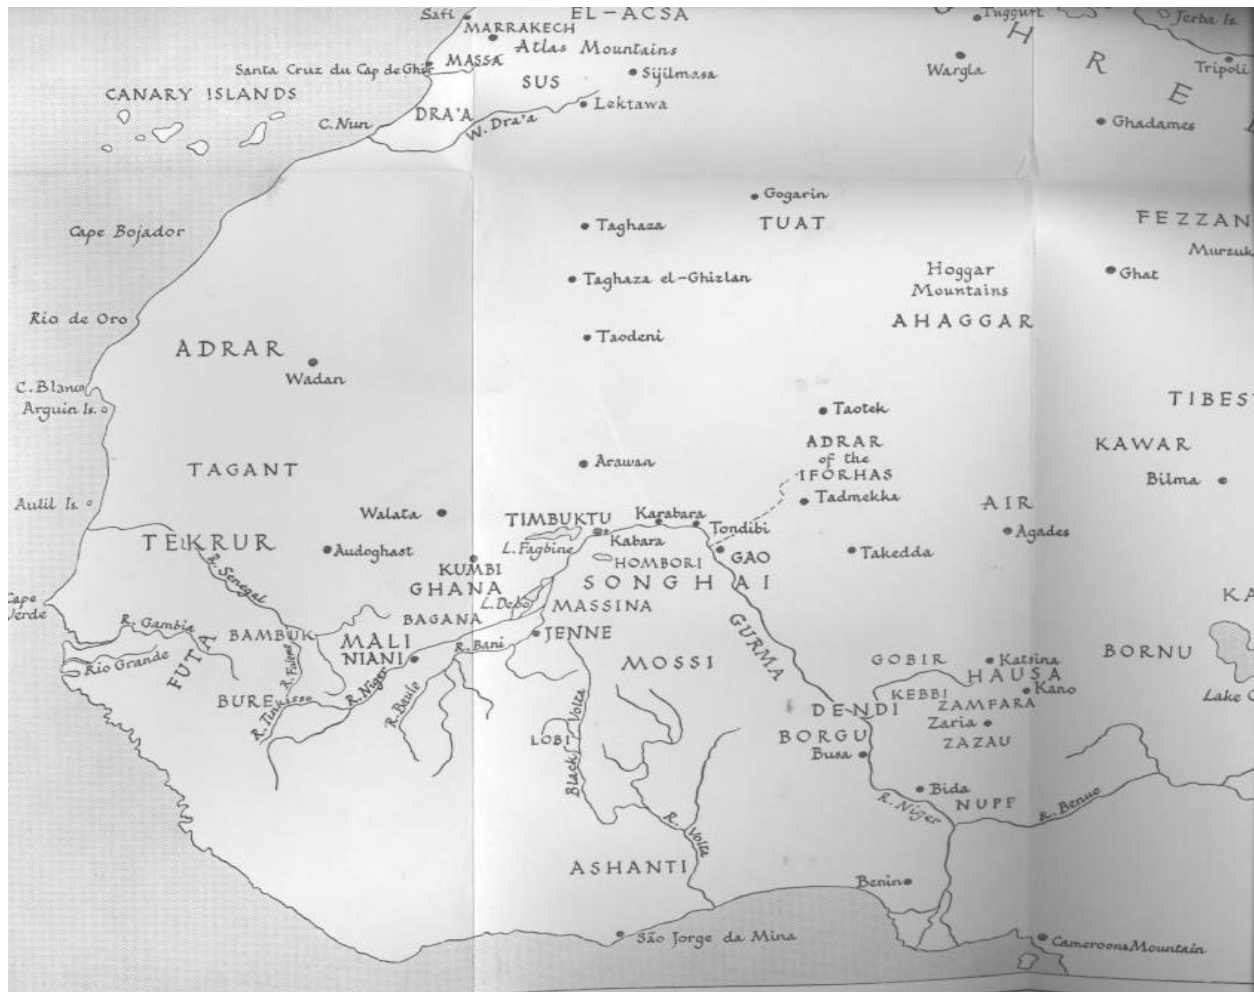 Safi
EL-ACSA
MARRAKECH
Atlas Mountains
Tuggurt
Jerba Is.
H
R
E
Santa Cruz du Cap de Ghir
MASSA
SUS
Sijilmasa
Wargla
Tripoli
CANARY ISLANDS
DRA'A
Lektawa
C. Nun
W. Dra'a
Ghadames
Gogarin
Taghaza
TUAT
FEZZAN
Cape Bojador
Murzuk
Taghaza el-Ghizlan
Hoggar
Mountains
Ghat
Rio de Oro
AHAGGAR
Taodeni
ADRAR
Wadan
C. Blanco
Arguin Is.
TIBES
Taotek
ADRAR
of the
IFORHAS
KAWAR
TAGANT
Arawan
Bilma
Aulil Is.
Tadmekka
AIR
Walata
TIMBUKTU
Karabara
Tondibi
Agades
TEKRUR
L. Fagbine
Kabara
Audoghast
KUMBI
HOMBORI
GAO
Takedda
R. Senegal
GHANA
SONGHAI
Cape
Verde
L. Debo
MASSINA
KA
R. Gambia
BAGANA
BAMBUK
MALI
JENNE
GURMA
R. Bani
NIANI
Rio Grande
FUTA
R. Faleme
MOSSI
GOBIR
Katsina
HAUSA
BORNU
BURE
R. Tinkisso
R. Niger
R. Baule
KEBBI
Kano
ZAMFARA
Lake
DENDI
Black Volta
LOBI
BORGU
Zaria
ZAZAU
Busa
Bida
R. Niger
NUPE
R. Benue
R. Volta
ASHANTI
Benin
São Jorge da Mina
Cameroons Mountain